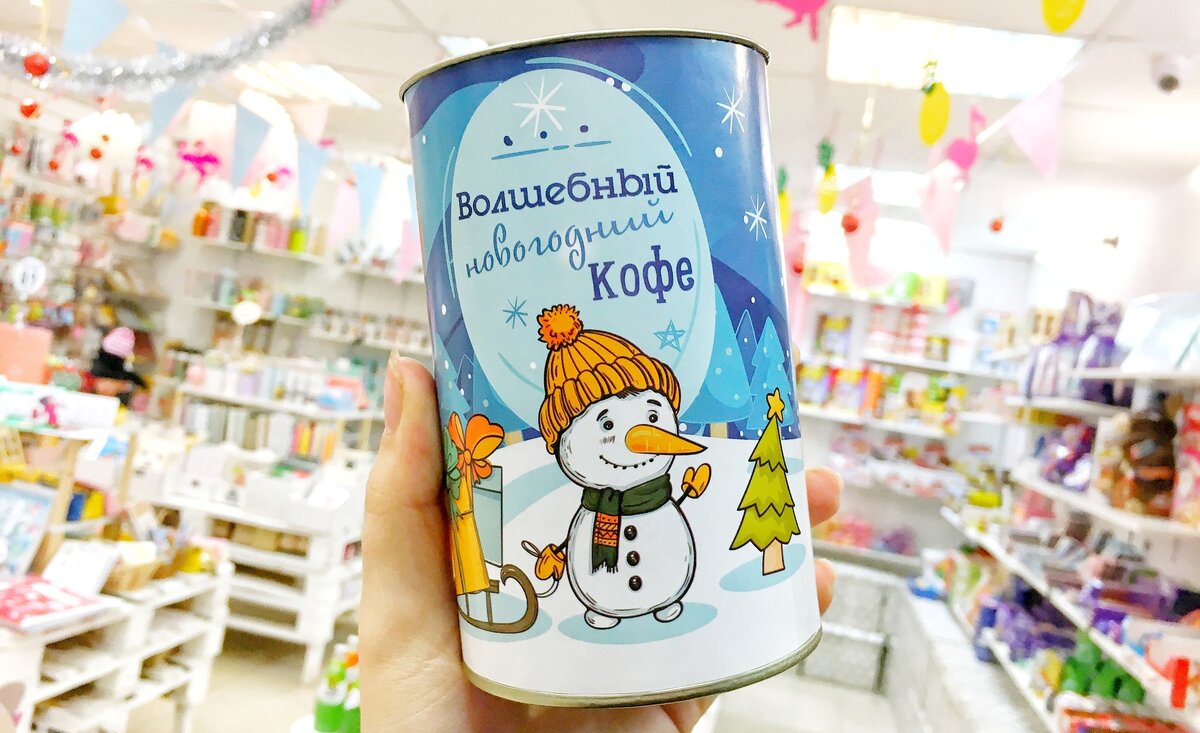 Волшебный
новогодний
Кофе